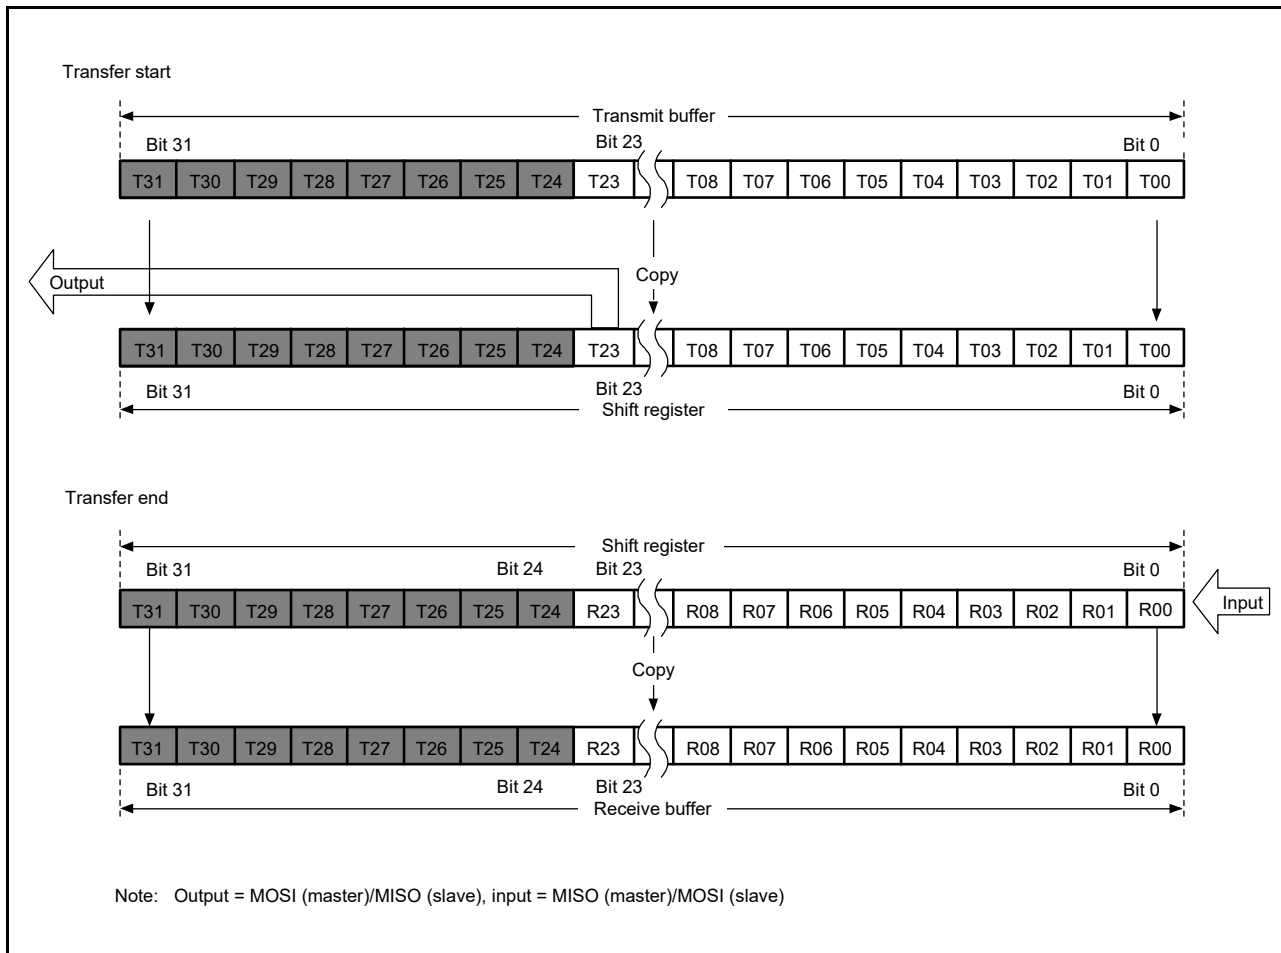 Transfer start
Transmit buffer
Bit 31 Bit 23 Bit 0
T31 T30 T29 T28 T27 T26 T25 T24 T23 T08 T07 T06 T05 T04 T03 T02 T01 T00
Output Copy
T31 T30 T29 T28 T27 T26 T25 T24 T23 T08 T07 T06 T05 T04 T03 T02 T01 T00
Bit 31 Bit 23 Bit 0
Shift register
Transfer end
Shift register
Bit 31 Bit 24 Bit 23 Bit 0
T31 T30 T29 T28 T27 T26 T25 T24 R23 R08 R07 R06 R05 R04 R03 R02 R01 R00 Input
Copy
T31 T30 T29 T28 T27 T26 T25 T24 R23 R08 R07 R06 R05 R04 R03 R02 R01 R00
Bit 31 Bit 24 Bit 23 Bit 0
Receive buffer
Note: Output = MOSI (master)/MISO (slave), input = MISO (master)/MOSI (slave)